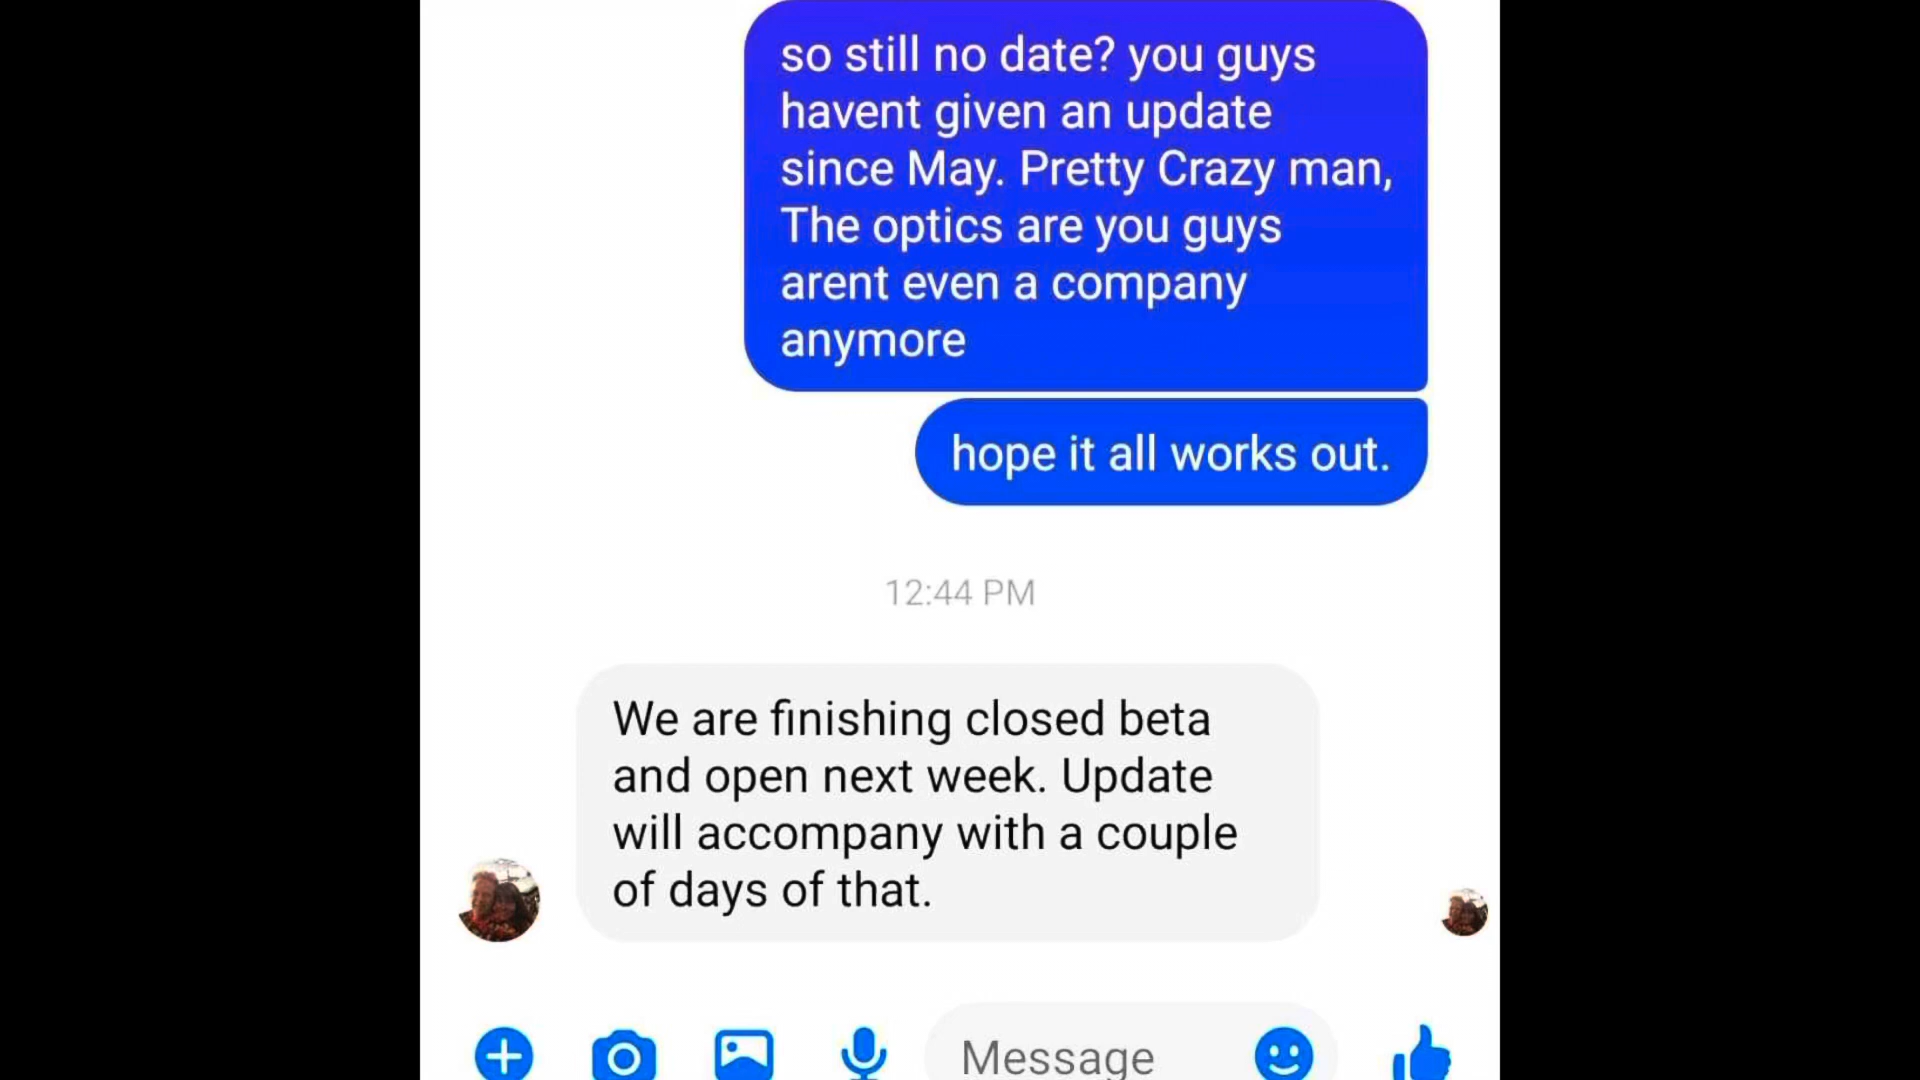 so still no date? you guys
havent given an update
since May. Pretty Crazy man,
The optics are you guys
arent even a company
anymore
hope it all works out.
12:44 PM
We are finishing closed beta
and open next week. Update
will accompany with a couple
of days of that.
Message